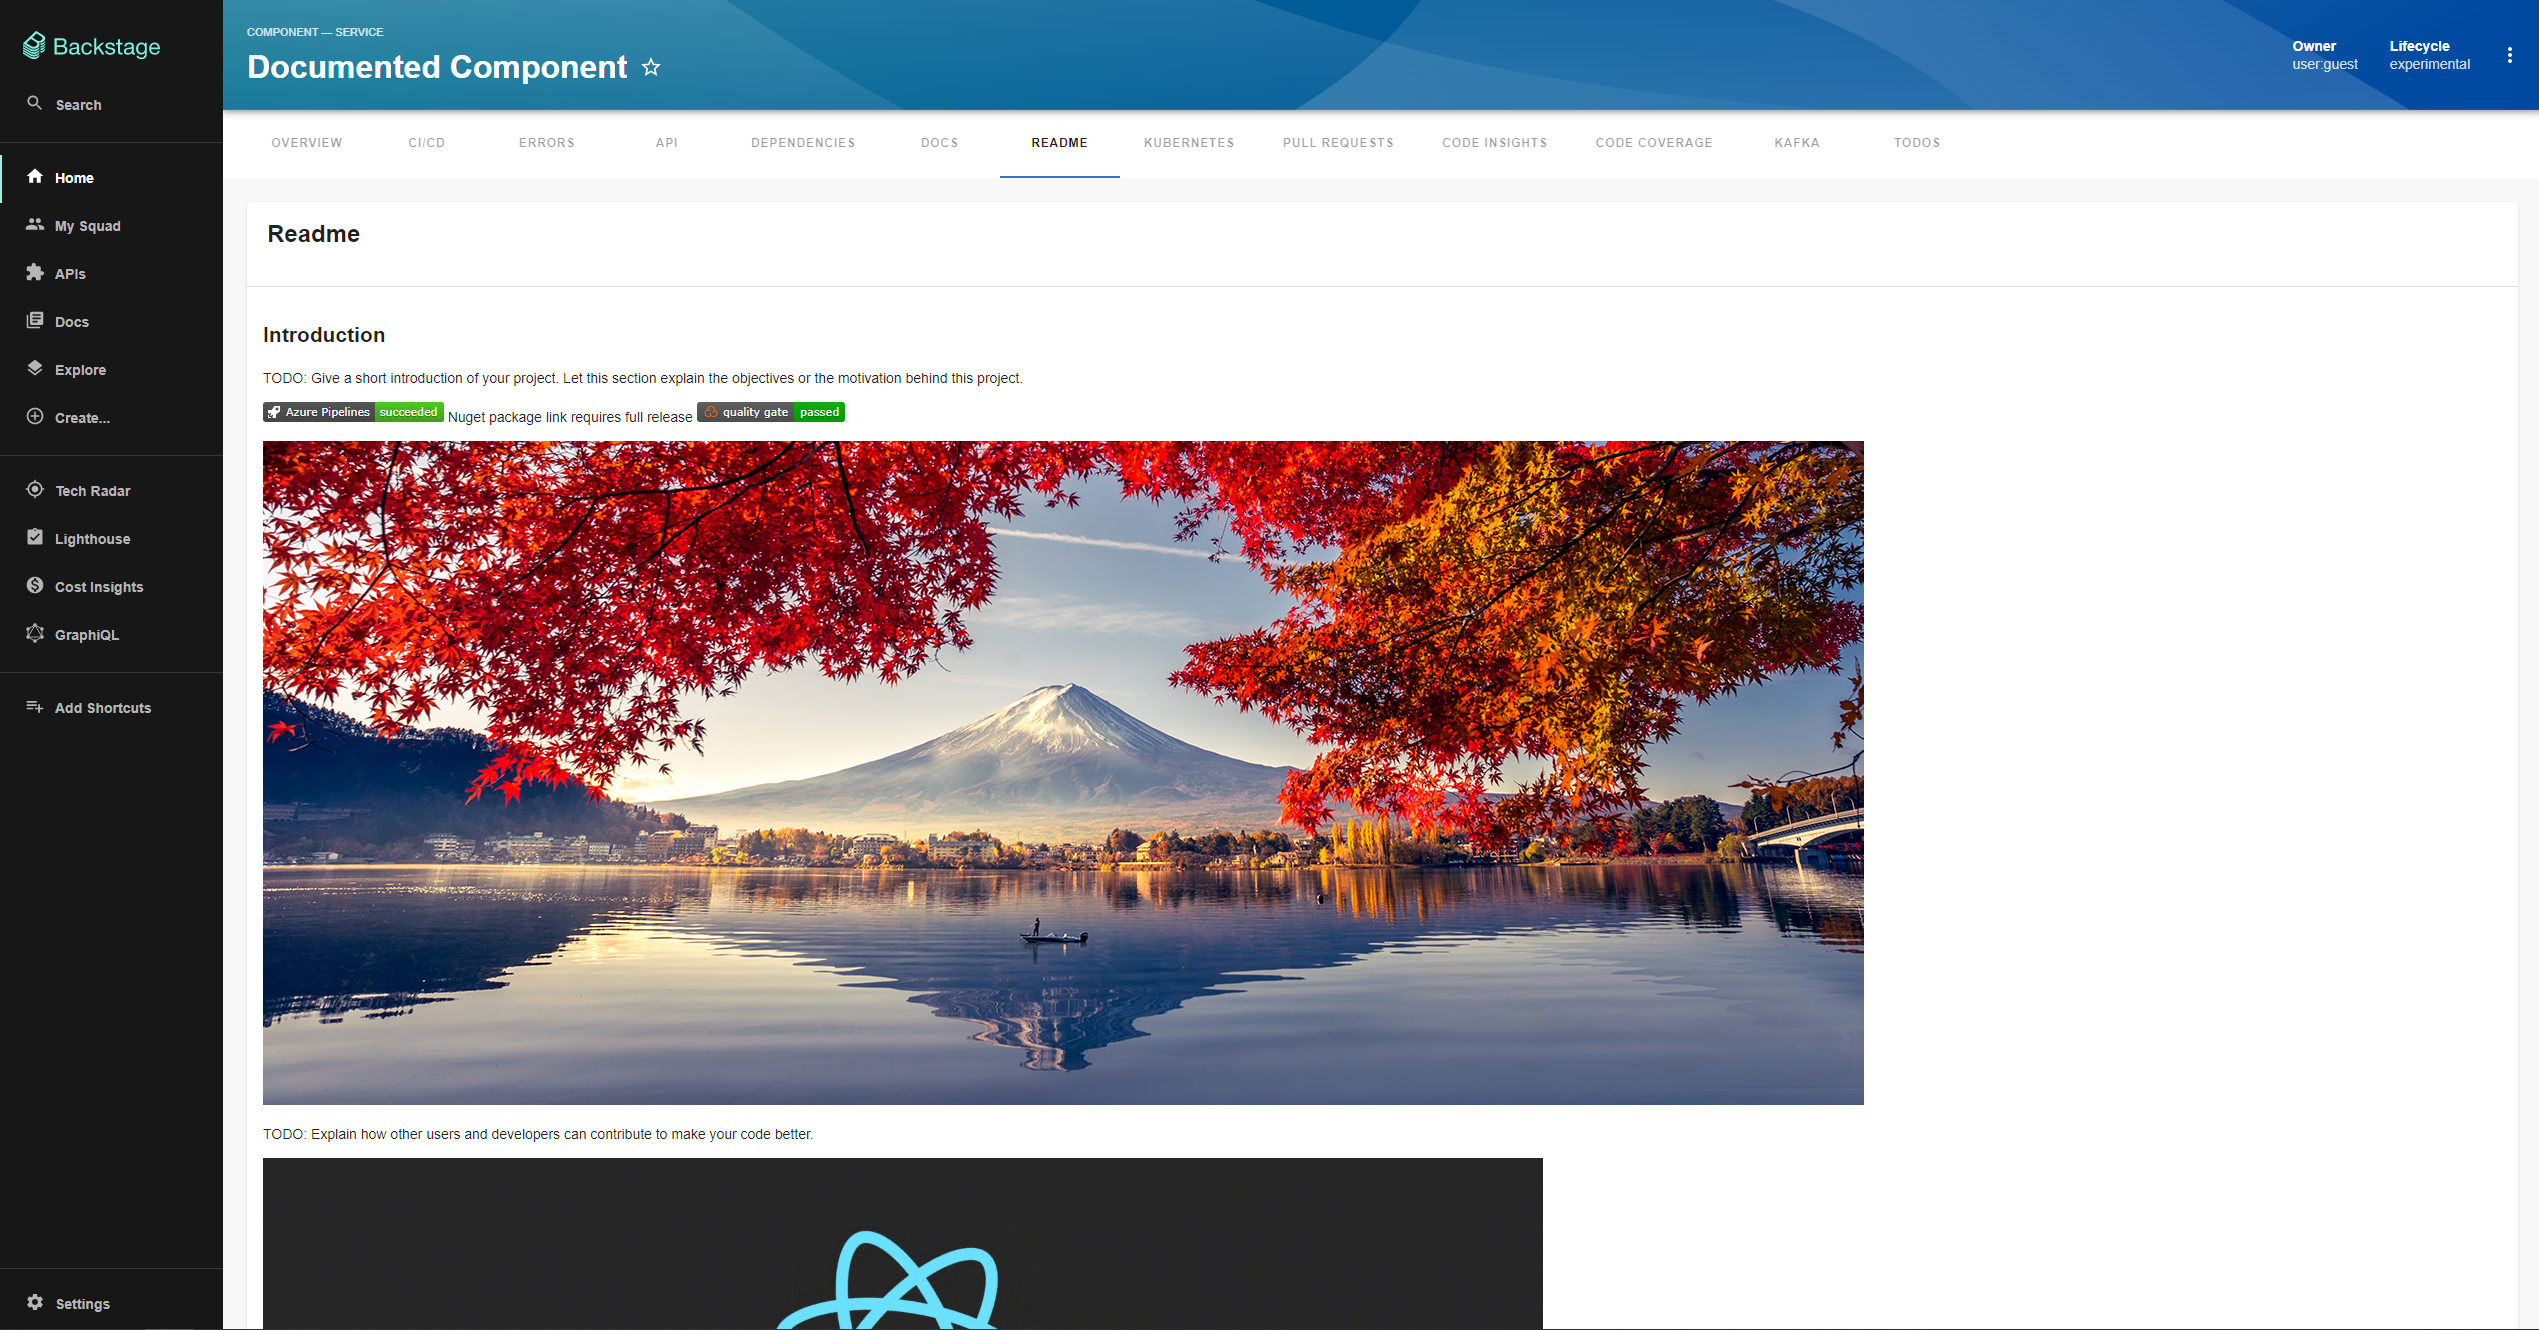 Backstage
Search
Home
My Squad
APIs
Docs
Explore
Create...
Tech Radar
Lighthouse
Cost Insights
GraphiQL
Add Shortcuts
Settings
COMPONENT — SERVICE
Documented Component
Owner
user:guest
Lifecycle
experimental
OVERVIEW CI/CD ERRORS API DEPENDENCIES DOCS README KUBERNETES PULL REQUESTS CODE INSIGHTS CODE COVERAGE KAFKA TODOS
Readme
Introduction
TODO: Give a short introduction of your project. Let this section explain the objectives or the motivation behind this project.
Azure Pipelines succeeded Nuget package link requires full release quality gate passed
TODO: Explain how other users and developers can contribute to make your code better.